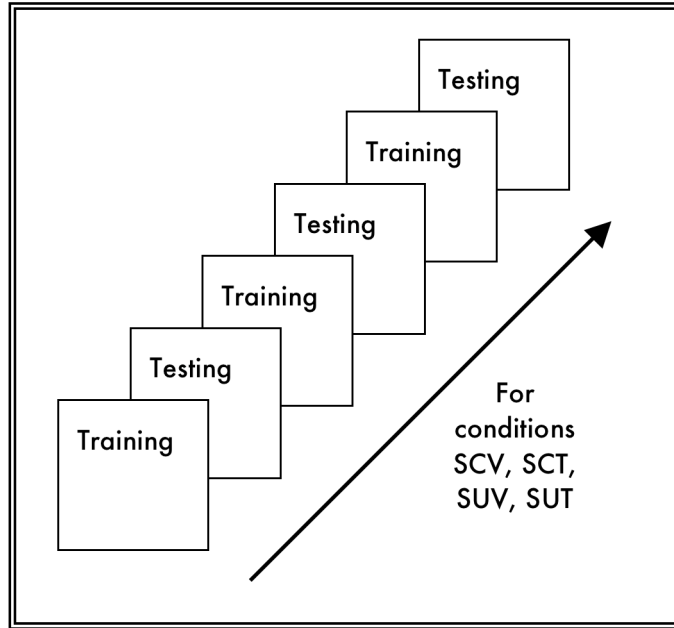 Testing
Training
Testing
Training
Testing
Training
For
conditions
SCV, SCT,
SUV, SUT